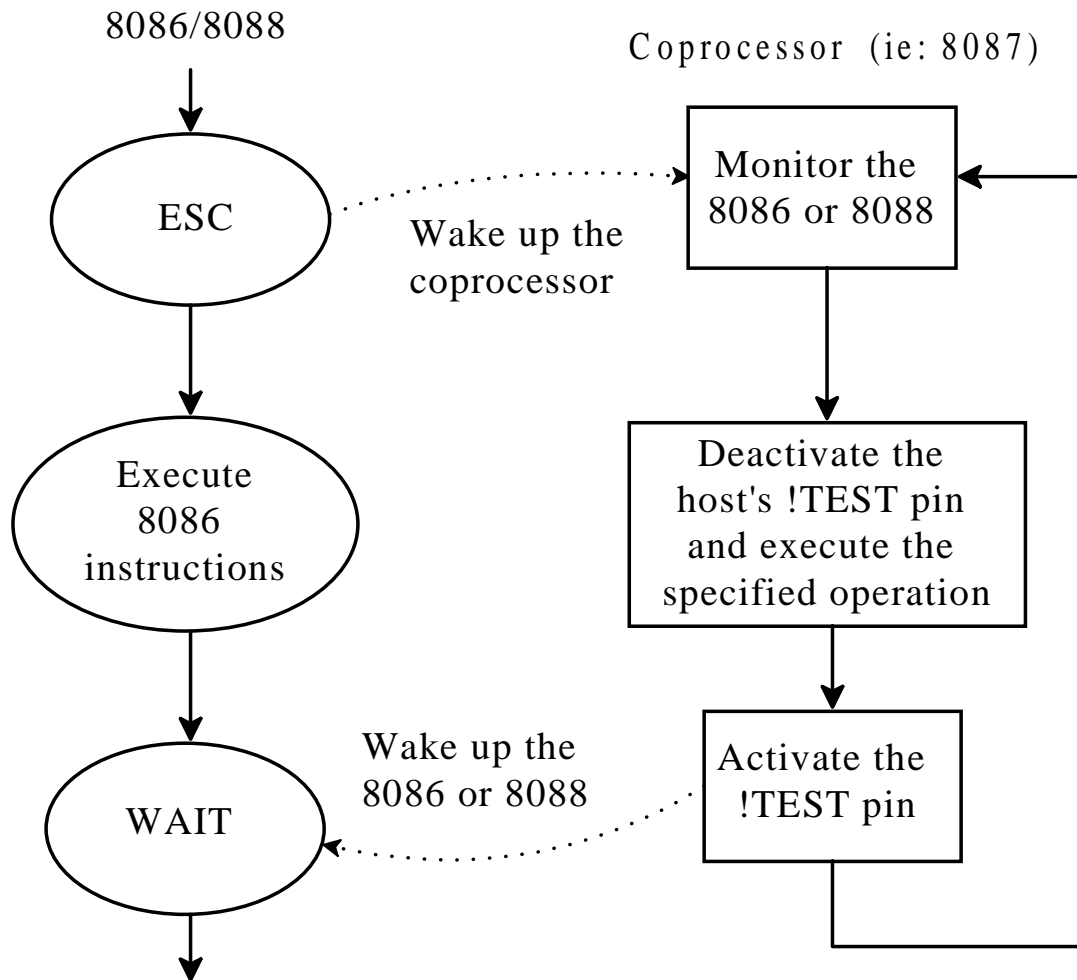 8086/8088
Coprocessor (ie: 8087)
ESC
Wake up the
coprocessor
Monitor the
8086 or 8088
Execute
8086
instructions
Deactivate the
host's !TEST pin
and execute the
specified operation
WAIT
Wake up the
8086 or 8088
Activate the
!TEST pin